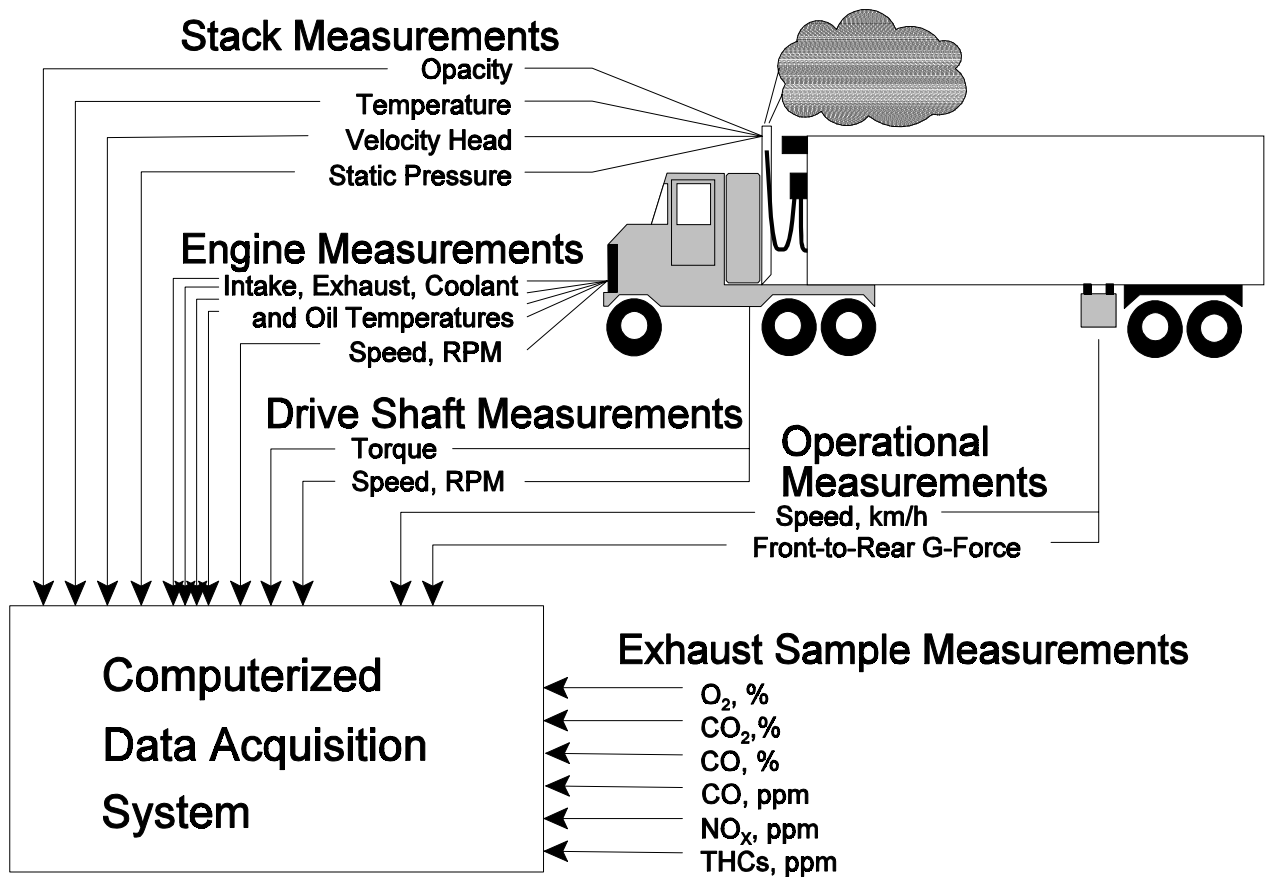 Stack Measurements
Opacity
Temperature
Velocity Head
Static Pressure
Engine Measurements
Intake, Exhaust, Coolant
and Oil Temperatures
Speed, RPM
Drive Shaft Measurements
Torque
Speed, RPM
Operational
Measurements
Speed, km/h
Front-to-Rear G-Force
Computerized
Data Acquisition
System
Exhaust Sample Measurements
O₂, %
CO₂,%
CO, %
CO, ppm
NOₓ, ppm
THCs, ppm